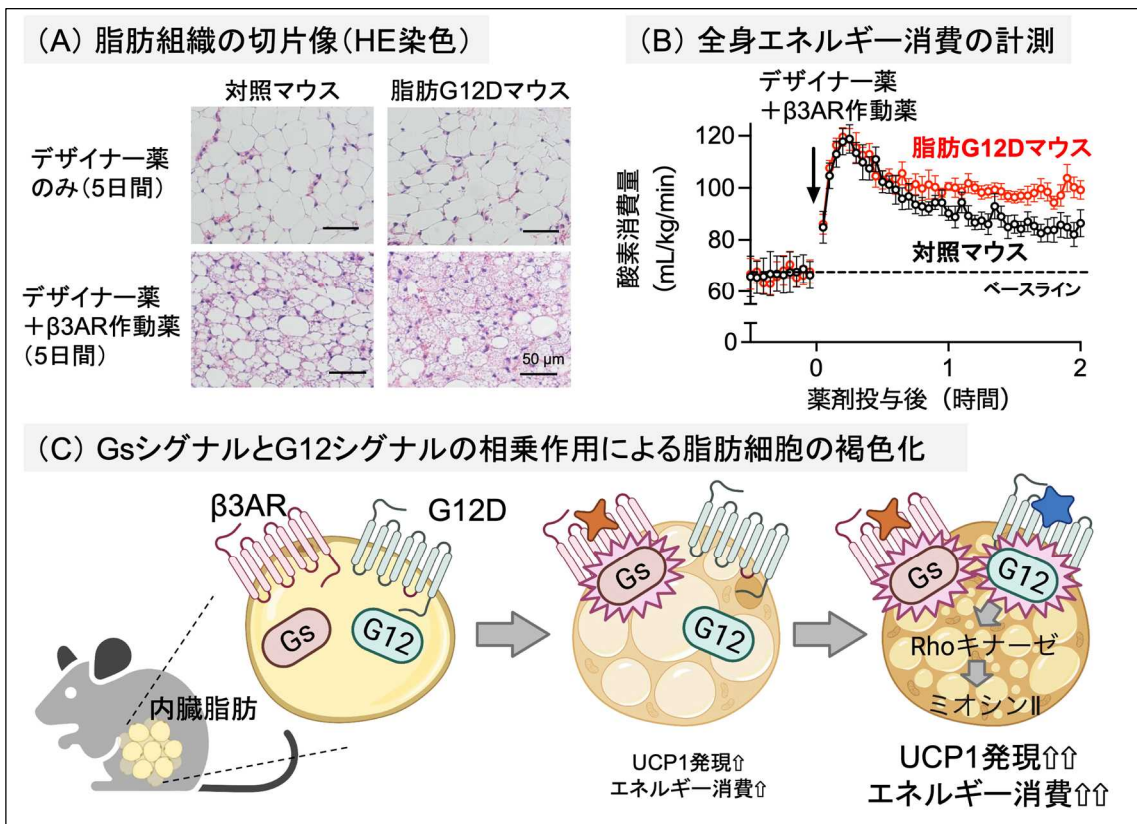 (A) 脂肪組織の切片像(HE染色)
対照マウス
脂肪G12Dマウス
デザイナー薬
のみ(5日間)
デザイナー薬
+β3AR作動薬
(5日間)
50 μm
(B) 全身エネルギー消費の計測
デザイナー薬
+β3AR作動薬
脂肪G12Dマウス
対照マウス
ベースライン
酸素消費量
(mL/kg/min)
120
100
80
60
0
0
1
2
薬剤投与後 (時間)
(C) GsシグナルとG12シグナルの相乗作用による脂肪細胞の褐色化
β3AR
G12D
Gs
G12
内臓脂肪
Gs
G12
UCP1発現⇧
エネルギー消費⇧
Gs
G12
Rhoキナーゼ
ミオシンⅡ
UCP1発現⇧⇧
エネルギー消費⇧⇧